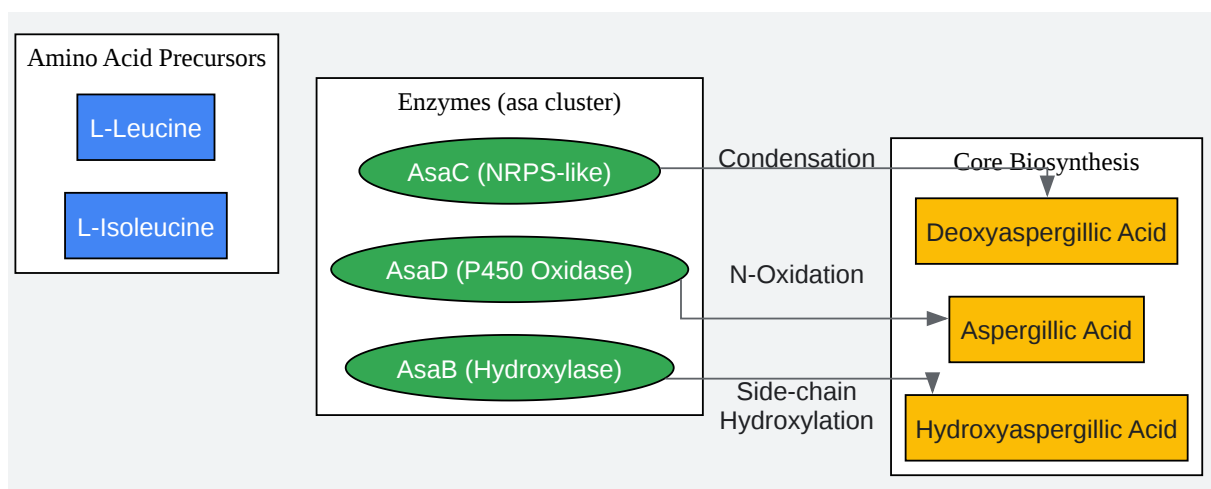 Amino Acid Precursors
L-Leucine
L-Isoleucine
Enzymes (asa cluster)
AsaC (NRPS-like)
AsaD (P450 Oxidase)
AsaB (Hydroxylase)
Condensation
N-Oxidation
Side-chain
Hydroxylation
Core Biosynthesis
Deoxyaspergillic Acid
Aspergillic Acid
Hydroxyaspergillic Acid